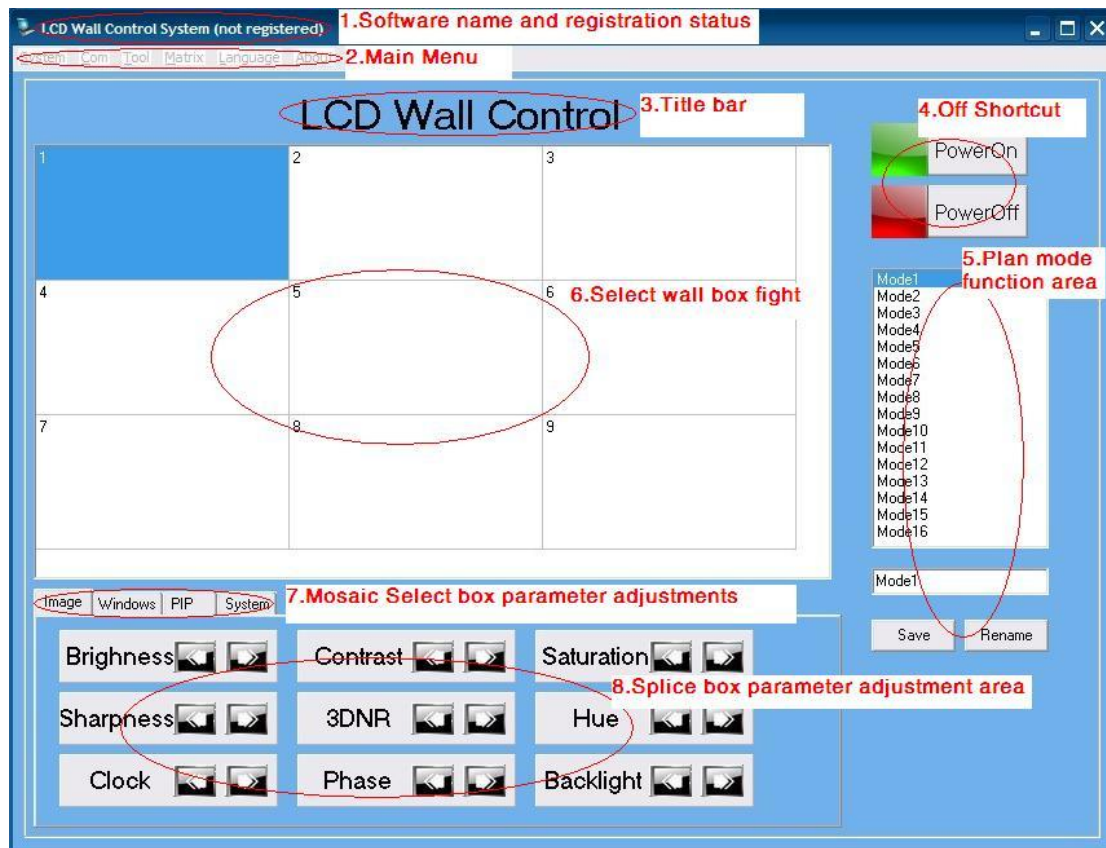 LCD Wall Control System (not registered)
1.Software name and registration status
System Com Tool Matrix Language About
2.Main Menu
LCD Wall Control
3.Title bar
4.Off Shortcut
PowerOn
PowerOff
1
2
3
4
5
6
6.Select wall box fight
7
8
9
5.Plan mode
function area
Mode1
Mode2
Mode3
Mode4
Mode5
Mode6
Mode7
Mode8
Mode9
Mode10
Mode11
Mode12
Mode13
Mode14
Mode15
Mode16
Mode1
Save
Rename
Image
Windows
PIP
System
7.Mosaic Select box parameter adjustments
Brighness
Contrast
Saturation
8.Splice box parameter adjustment area
Sharpness
3DNR
Hue
Clock
Phase
Backlight